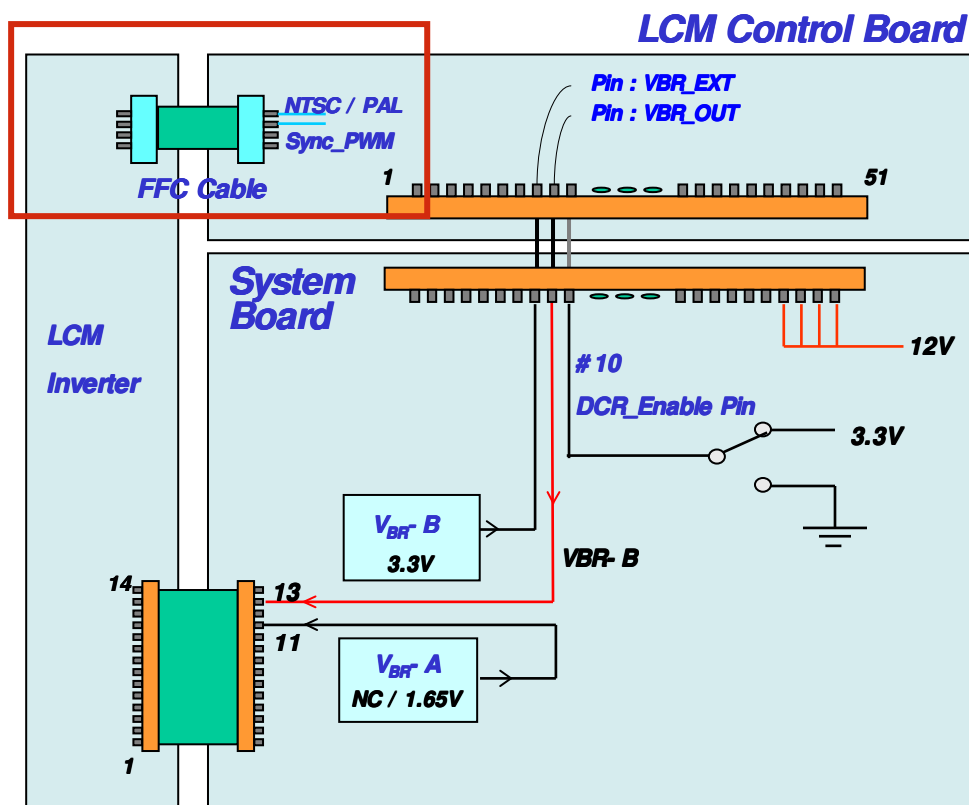 LCM Control Board
Pin : VBR_EXT
Pin : VBR_OUT
NTSC / PAL
Sync_PWM
FFC Cable
1
51
System
Board
LCM
Inverter
12V
# 10
DCR_Enable Pin
3.3V
VBR- B
3.3V
VBR- B
14
13
11
VBR- A
NC / 1.65V
1